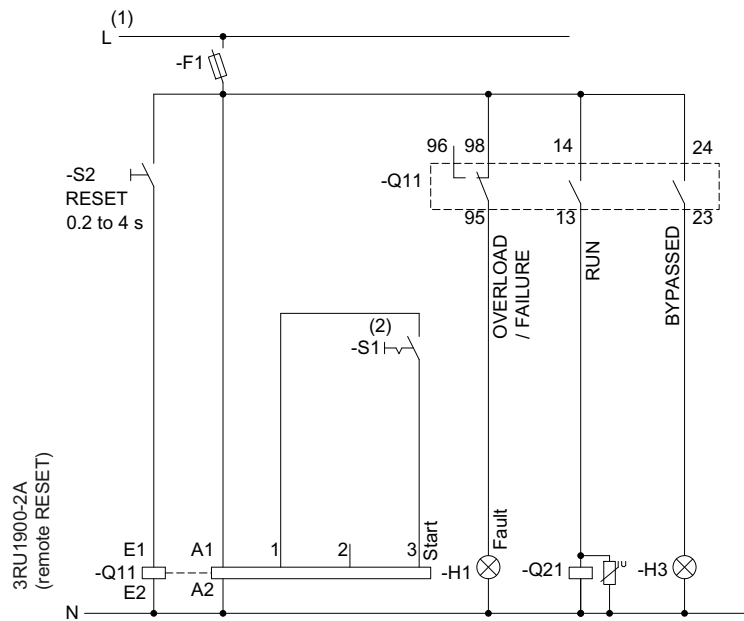 (1)
L
-F1
96 98 14 24
-S2
RESET
0.2 to 4 s
-Q11
95 13 23
OVERLOAD
/ FAILURE
RUN
BYPASSED
(2)
-S1
3RU1900-2A
(remote RESET)
E1 A1 1 2 3
Start
Fault
-Q11
-H1
-Q21
U
-H3
E2 A2
N